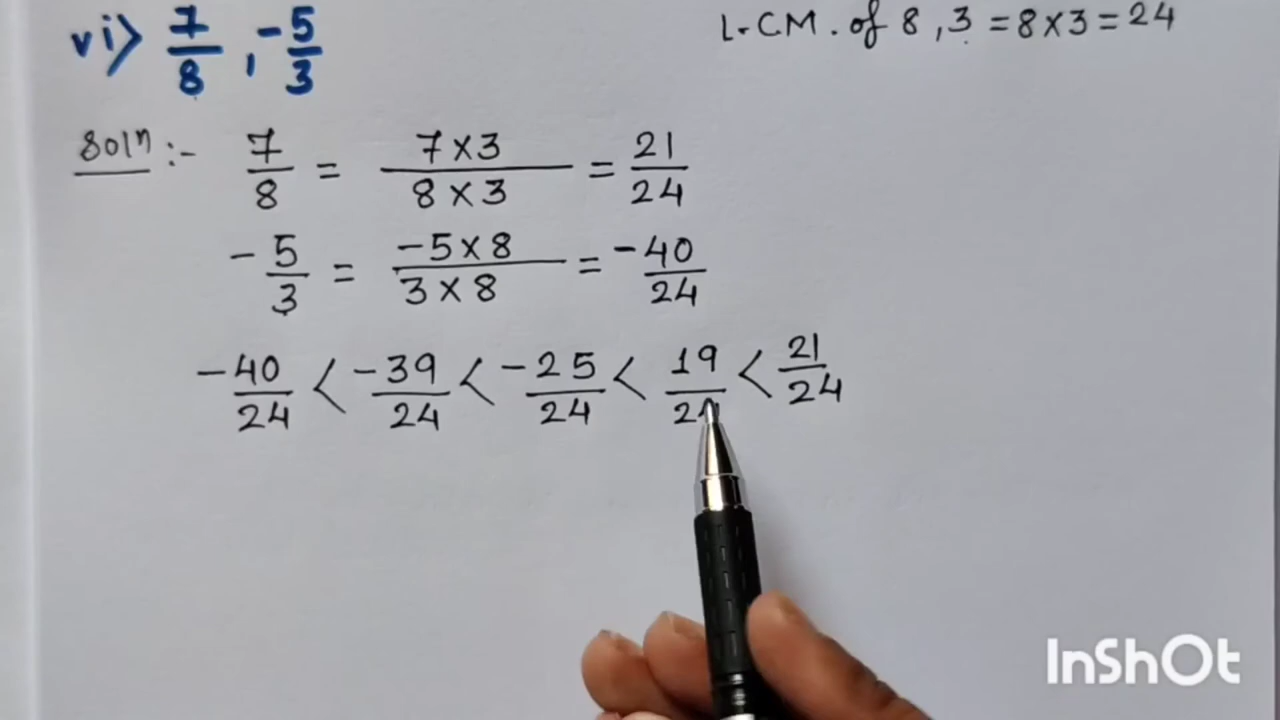 vi) 7/8 , -5/3
L.CM. of 8 , 3 = 8 × 3 = 24
Soln :- 7/8 = 7 × 3 / 8 × 3 = 21/24
- 5/3 = -5 × 8 / 3 × 8 = -40/24
-40/24 < -39/24 < -25/24 < 19/24 < 21/24
InShOt